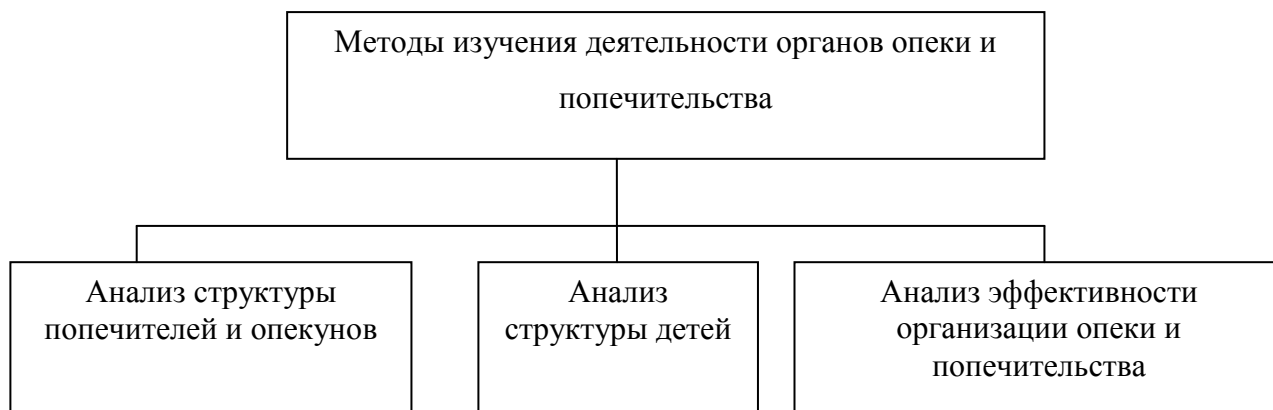 Методы изучения деятельности органов опеки и
попечительства
Анализ структуры
попечителей и опекунов
Анализ
структуры детей
Анализ эффективности
организации опеки и
попечительства